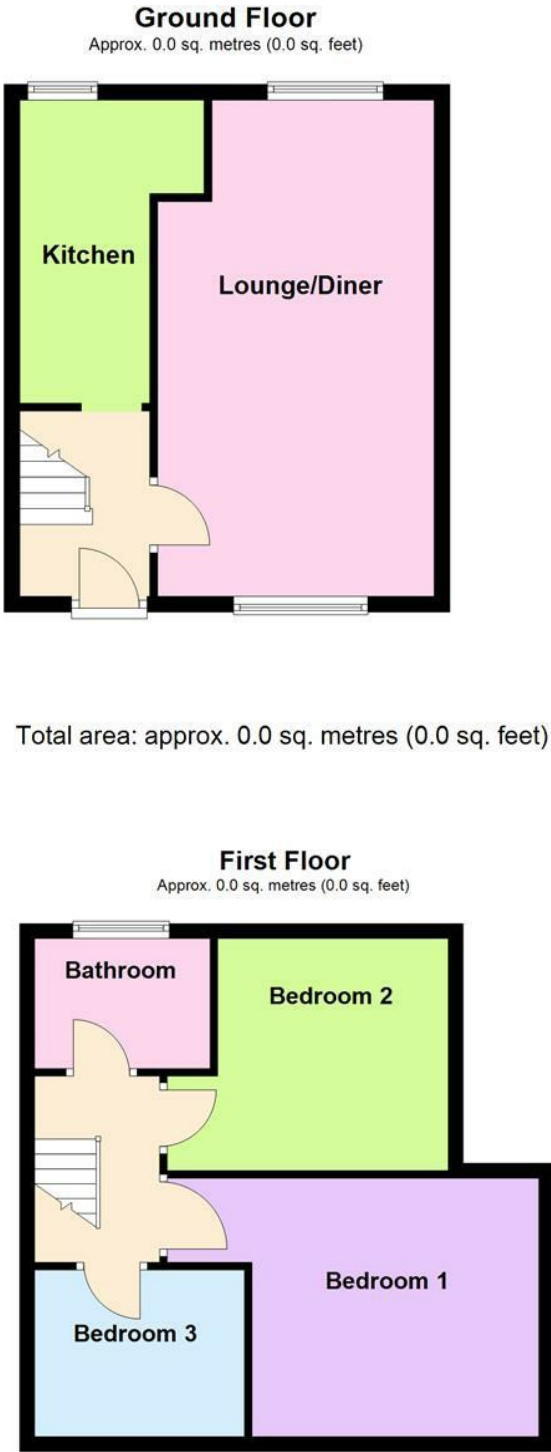 Ground Floor
Approx. 0.0 sq. metres (0.0 sq. feet)
Kitchen
Lounge/Diner
Total area: approx. 0.0 sq. metres (0.0 sq. feet)
First Floor
Approx. 0.0 sq. metres (0.0 sq. feet)
Bathroom
Bedroom 2
Bedroom 1
Bedroom 3